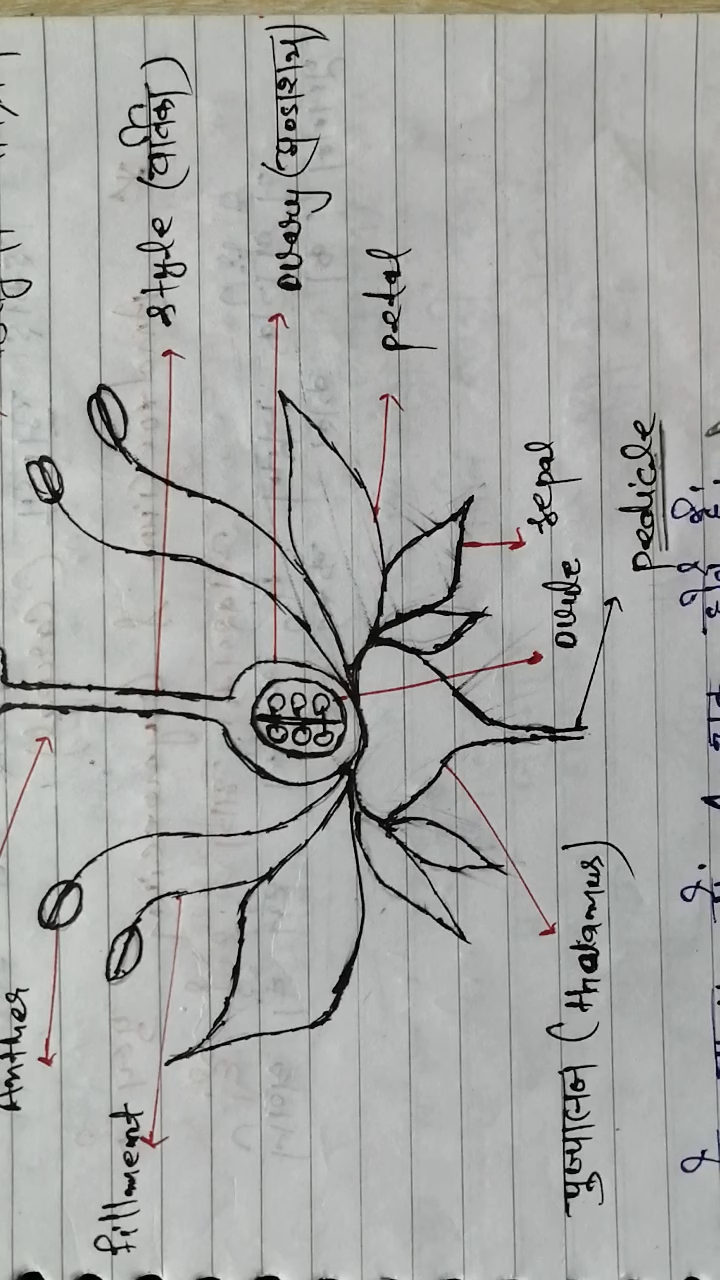 Style (वर्तिका)
ovary (अण्डाशय)
petal
sepal
ovule
pedicle
Anther
fillament
पुष्पासन (thalamus)